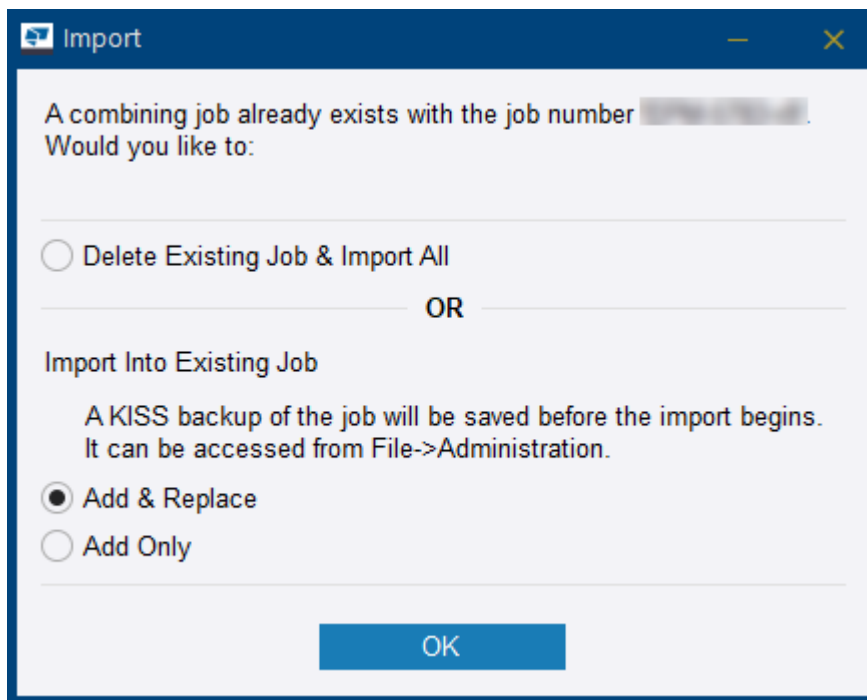 Import
A combining job already exists with the job number .
Would you like to:
Delete Existing Job & Import All
OR
Import Into Existing Job
A KISS backup of the job will be saved before the import begins.
It can be accessed from File->Administration.
Add & Replace
Add Only
OK